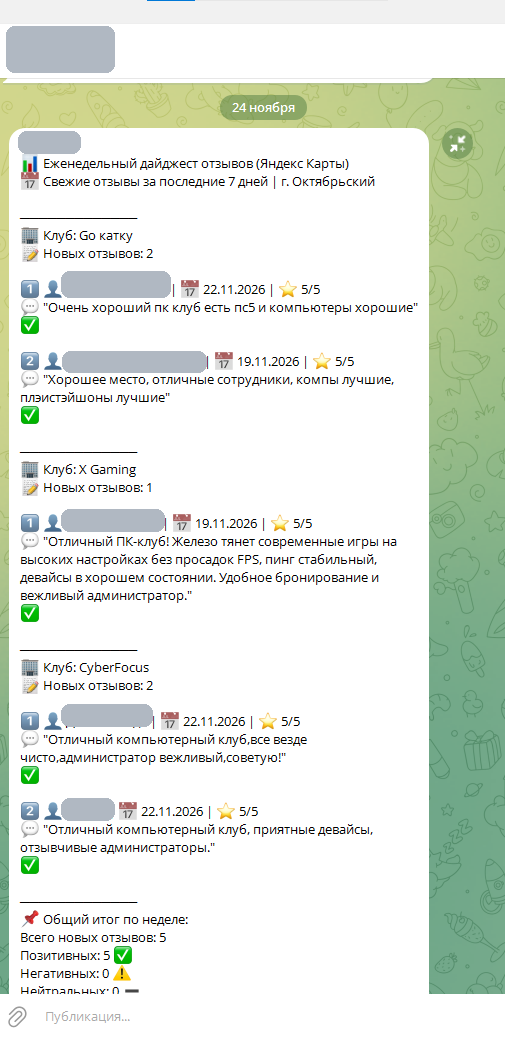 24 ноября
📊 Еженедельный дайджест отзывов (Яндекс Карты)
📅 Свежие отзывы за последние 7 дней | г. Октябрьский
___________________
🏢 Клуб: Go катку
📝 Новых отзывов: 2
1️⃣ 👤 | 📅 22.11.2026 | ⭐ 5/5
💬 "Очень хороший пк клуб есть пс5 и компьютеры хорошие"
✅
2️⃣ 👤 | 📅 19.11.2026 | ⭐ 5/5
💬 "Хорошее место, отличные сотрудники, компы лучшие,
плэистэйшоны лучшие"
✅
___________________
🏢 Клуб: X Gaming
📝 Новых отзывов: 1
1️⃣ 👤 | 📅 19.11.2026 | ⭐ 5/5
💬 "Отличный ПК-клуб! Железо тянет современные игры на
высоких настройках без просадок FPS, пинг стабильный,
девайсы в хорошем состоянии. Удобное бронирование и
вежливый администратор."
✅
___________________
🏢 Клуб: CyberFocus
📝 Новых отзывов: 2
1️⃣ 👤 | 📅 22.11.2026 | ⭐ 5/5
💬 "Отличный компьютерный клуб,все везде
чисто,администратор вежливый,советую!"
✅
2️⃣ 👤 📅 22.11.2026 | ⭐ 5/5
💬 "Отличный компьютерный клуб, приятные девайсы,
отзывчивые администраторы."
✅
___________________
📌 Общий итог по неделе:
Всего новых отзывов: 5
Позитивных: 5 ✅
Негативных: 0 ⚠️
Нейтральных: 0 ➖
Публикация...